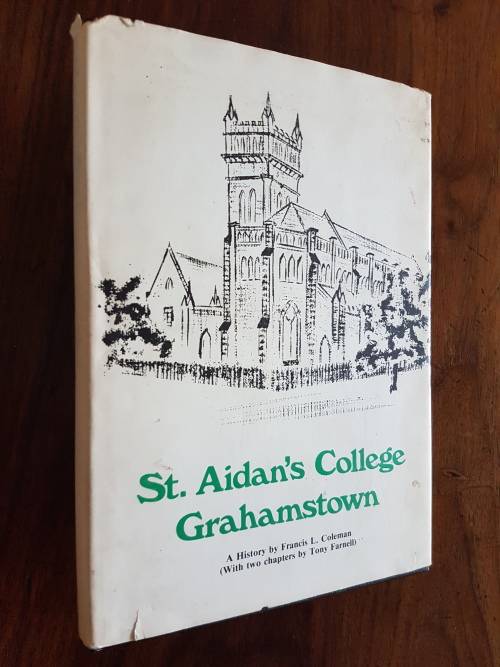 St. Aidan's College
Grahamstown
A History by Francis L. Coleman
(With two chapters by Tony Farnell)